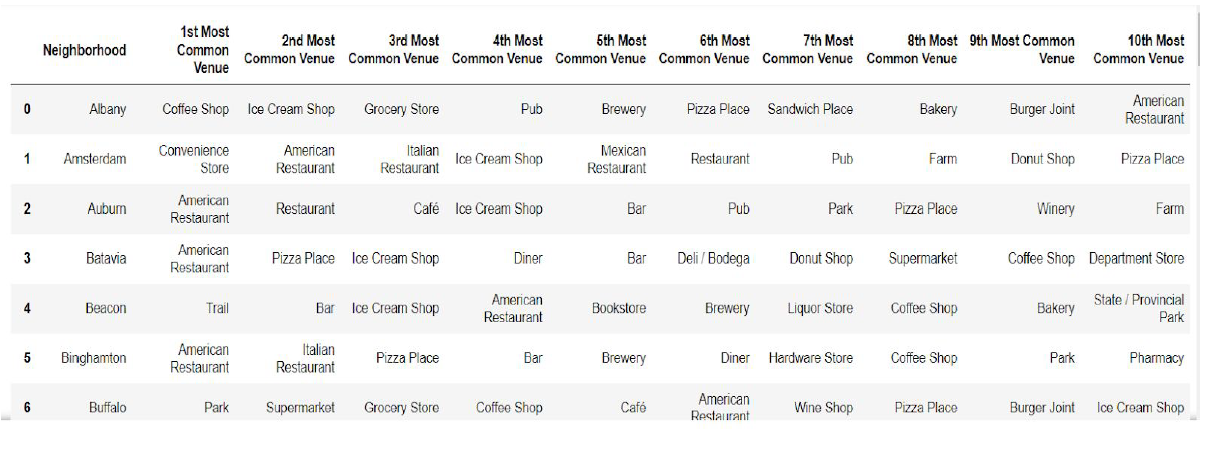 Neighborhood 1st Most Common Venue 2nd Most Common Venue 3rd Most Common Venue 4th Most Common Venue 5th Most Common Venue 6th Most Common Venue 7th Most Common Venue 8th Most Common Venue 9th Most Common Venue 10th Most Common Venue
0 Albany Coffee Shop Ice Cream Shop Grocery Store Pub Brewery Pizza Place Sandwich Place Bakery Burger Joint American Restaurant
1 Amsterdam Convenience Store American Restaurant Italian Restaurant Ice Cream Shop Mexican Restaurant Restaurant Pub Farm Donut Shop Pizza Place
2 Auburn American Restaurant Restaurant Café Ice Cream Shop Bar Pub Park Pizza Place Winery Farm
3 Batavia American Restaurant Pizza Place Ice Cream Shop Diner Bar Deli / Bodega Donut Shop Supermarket Coffee Shop Department Store
4 Beacon Trail Bar Ice Cream Shop American Restaurant Bookstore Brewery Liquor Store Coffee Shop Bakery State / Provincial Park
5 Binghamton American Restaurant Italian Restaurant Pizza Place Bar Brewery Diner Hardware Store Coffee Shop Park Pharmacy
6 Buffalo Park Supermarket Grocery Store Coffee Shop Café American Restaurant Wine Shop Pizza Place Burger Joint Ice Cream Shop